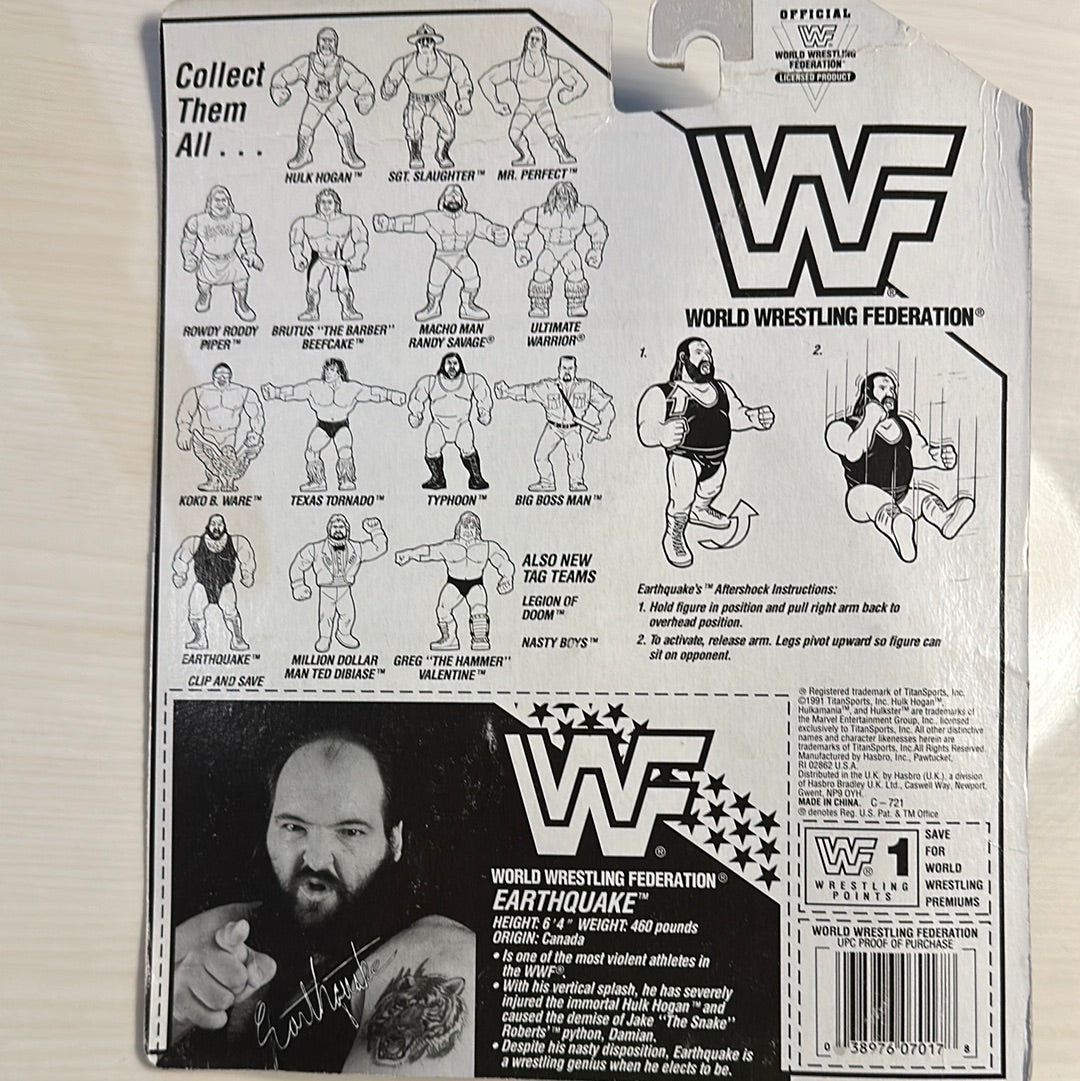 Collect
Them
All . . .
HULK HOGAN™ SGT. SLAUGHTER™ MR. PERFECT™
ROWDY RODDY PIPER™
BRUTUS "THE BARBER" BEEFCAKE™
MACHO MAN RANDY SAVAGE®
ULTIMATE WARRIOR®
KOKO B. WARE™ TEXAS TORNADO™ TYPHOON™ BIG BOSS MAN™
EARTHQUAKE™
MILLION DOLLAR MAN TED DIBIASE™
GREG "THE HAMMER" VALENTINE™
ALSO NEW
TAG TEAMS
LEGION OF
DOOM™
NASTY BOYS™
CLIP AND SAVE
OFFICIAL
WF
WORLD WRESTLING
FEDERATION™
LICENSED PRODUCT
WF®
WORLD WRESTLING FEDERATION®
1.
2.
Earthquake's™ Aftershock Instructions:
1. Hold figure in position and pull right arm back to
overhead position.
2. To activate, release arm. Legs pivot upward so figure can
sit on opponent.
WF®
WORLD WRESTLING FEDERATION®
EARTHQUAKE™
HEIGHT: 6'4" WEIGHT: 460 pounds
ORIGIN: Canada
• Is one of the most violent athletes in
the WWF®.
• With his vertical splash, he has severely
injured the immortal Hulk Hogan™ and
caused the demise of Jake "The Snake"
Roberts'™ python, Damian.
• Despite his nasty disposition, Earthquake is
a wrestling genius when he elects to be.
Earthquake
® Registered trademark of TitanSports, Inc.
©1991 TitanSports, Inc. Hulk Hogan™,
Hulkamania™, and Hulkster™ are trademarks of
the Marvel Entertainment Group, Inc., licensed
exclusively to TitanSports, Inc. All other distinctive
names and character likenesses herein are
trademarks of TitanSports, Inc. All Rights Reserved.
Manufactured by Hasbro, Inc., Pawtucket,
RI 02862 U.S.A.
Distributed in the U.K. by Hasbro (U.K.), a division
of Hasbro Bradley U.K. Ltd., Caswell Way, Newport,
Gwent, NP9 0YH.
MADE IN CHINA. C-721
® denotes Reg. U.S. Pat. & TM Office
WF® 1
WRESTLING
POINTS
SAVE
FOR
WORLD
WRESTLING
PREMIUMS
WORLD WRESTLING FEDERATION
UPC PROOF OF PURCHASE
0 38976 07017 8